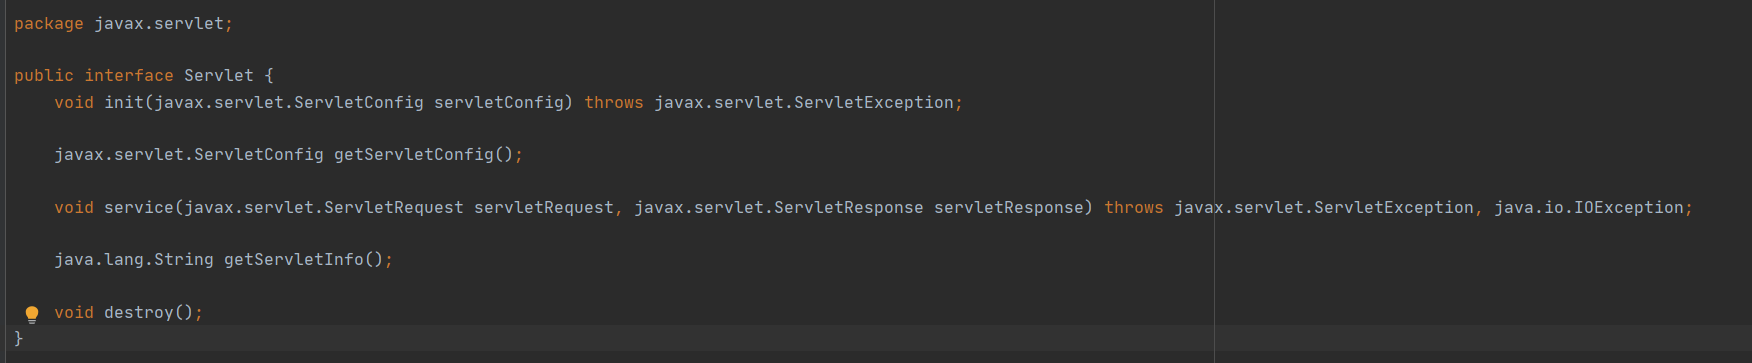 package javax.servlet;
public interface Servlet {
void init(javax.servlet.ServletConfig servletConfig) throws javax.servlet.ServletException;
javax.servlet.ServletConfig getServletConfig();
void service(javax.servlet.ServletRequest servletRequest, javax.servlet.ServletResponse servletResponse) throws javax.servlet.ServletException, java.io.IOException;
java.lang.String getServletInfo();
void destroy();
}